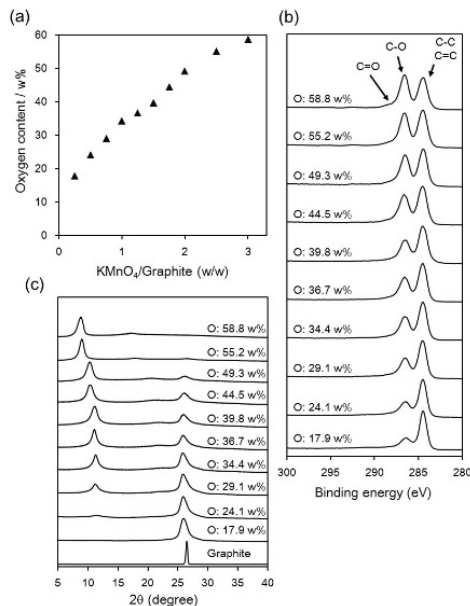 (a)
Oxygen content / w%
60
50
40
30
20
10
0
0 1 2 3
KMnO₄/Graphite (w/w)
(b)
C=O
C-O
C-C
C=C
O: 58.8 w%
O: 55.2 w%
O: 49.3 w%
O: 44.5 w%
O: 39.8 w%
O: 36.7 w%
O: 34.4 w%
O: 29.1 w%
O: 24.1 w%
O: 17.9 w%
300 295 290 285 280
Binding energy (eV)
(c)
O: 58.8 w%
O: 55.2 w%
O: 49.3 w%
O: 44.5 w%
O: 39.8 w%
O: 36.7 w%
O: 34.4 w%
O: 29.1 w%
O: 24.1 w%
O: 17.9 w%
Graphite
5 10 15 20 25 30 35 40
2θ (degree)